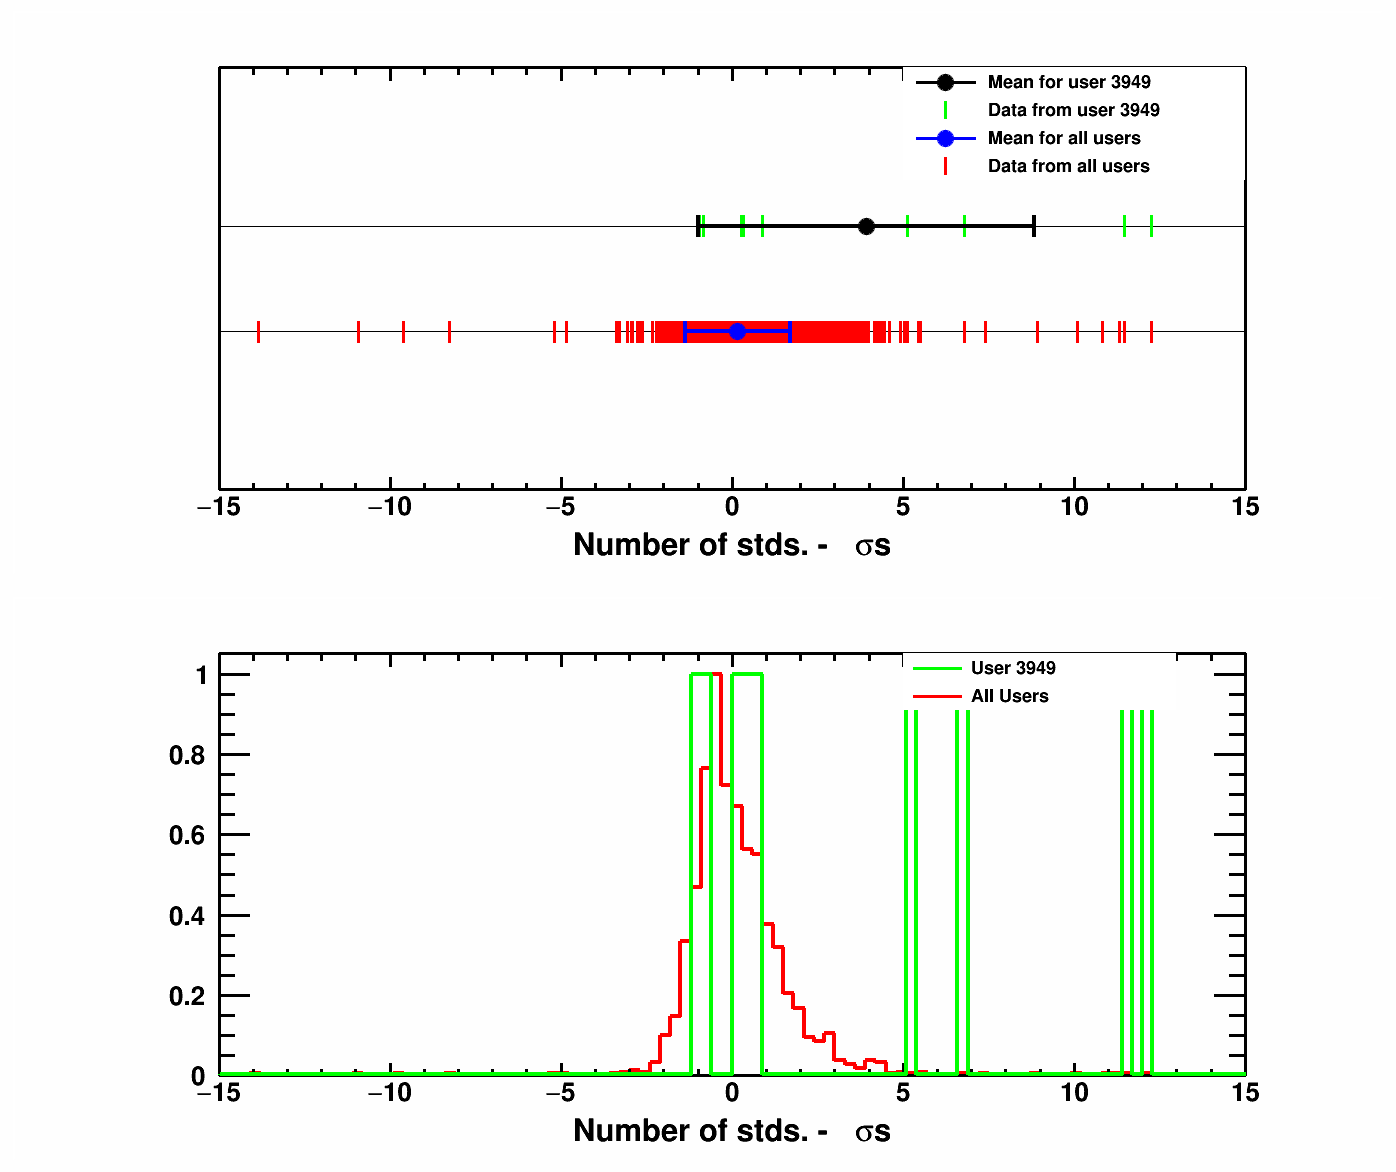 Mean for user 3949
Data from user 3949
Mean for all users
Data from all users
−15 −10 −5 0 5 10 15
Number of stds. - σs
User 3949
All Users
1
0.8
0.6
0.4
0.2
0
−15 −10 −5 0 5 10 15
Number of stds. - σs